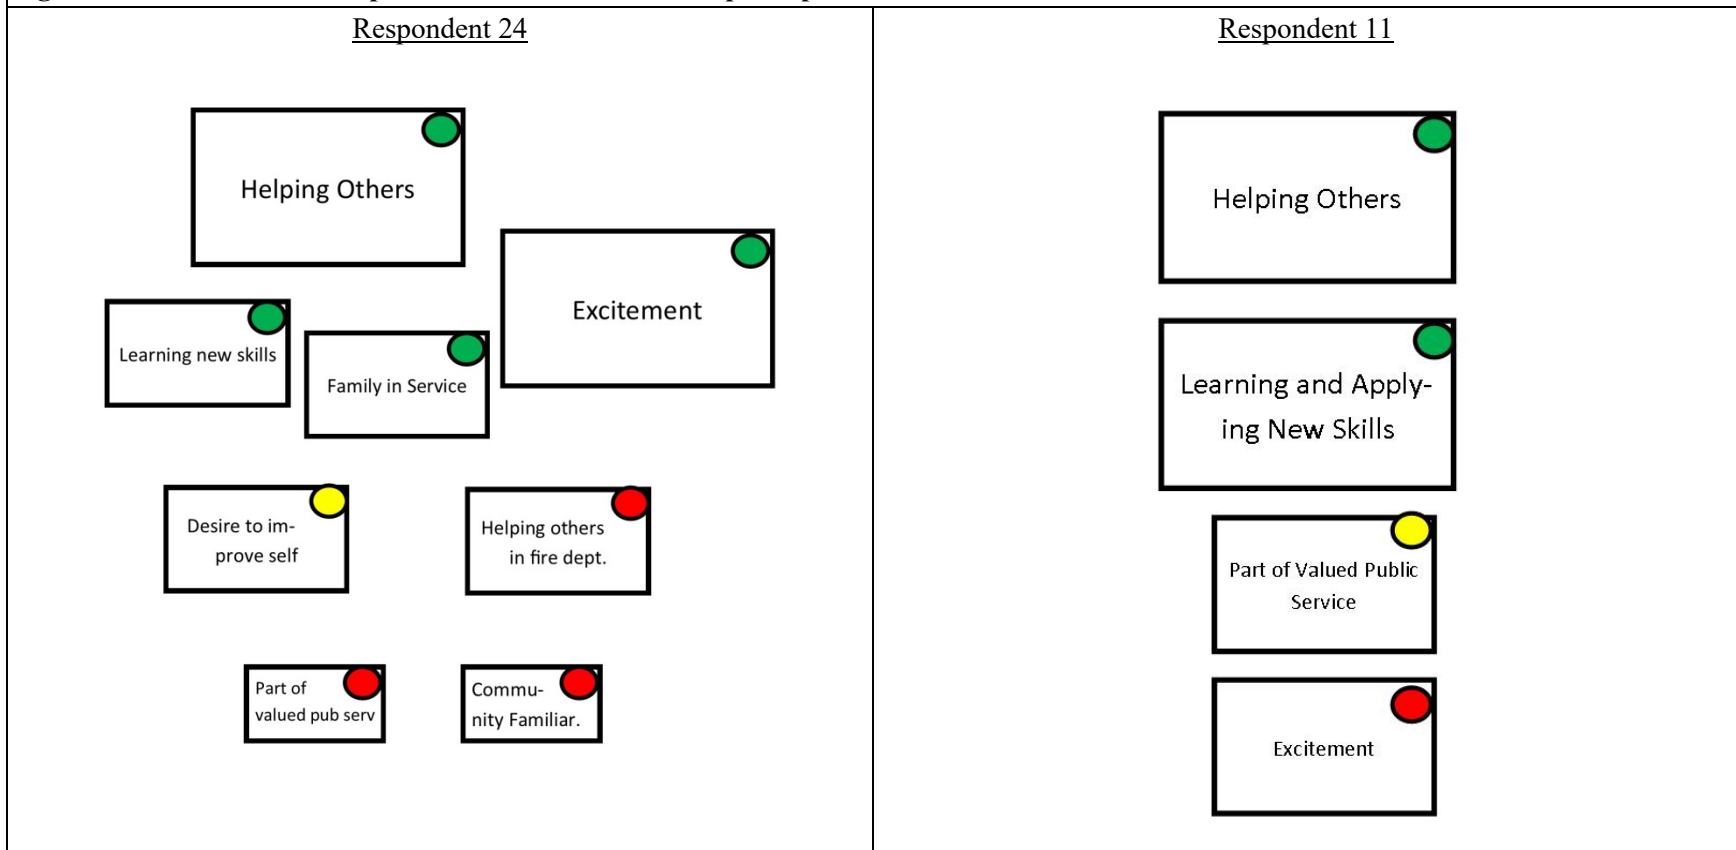 Respondent 24
Helping Others
Excitement
Learning new skills
Family in Service
Desire to im-
prove self
Helping others
in fire dept.
Part of
valued pub serv
Commu-
nity Familiar.
Respondent 11
Helping Others
Learning and Apply-
ing New Skills
Part of Valued Public
Service
Excitement